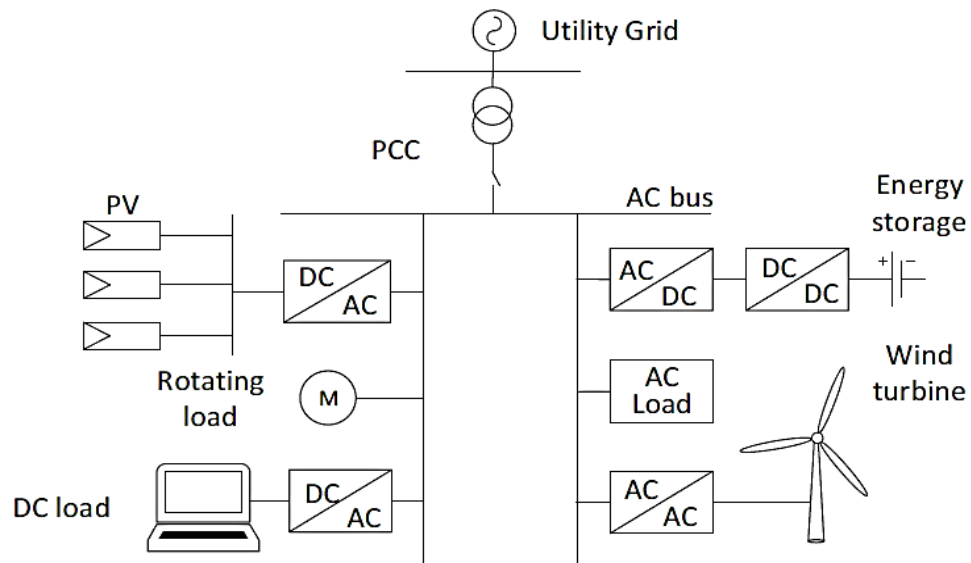 Utility Grid
PCC
AC bus
PV
Energy
storage
DC
AC
AC
DC
DC
DC
+ −
Rotating
load
M
AC
Load
Wind
turbine
DC load
DC
AC
AC
AC